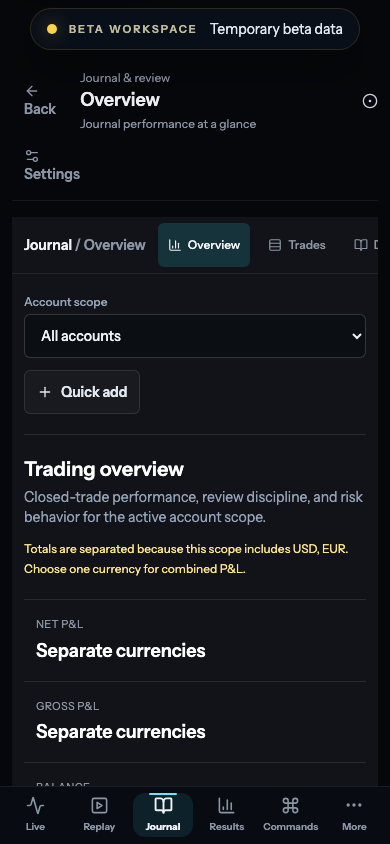 BETA WORKSPACE Temporary beta data
Back
Journal & review
Overview
Journal performance at a glance
Settings
Journal / Overview
Overview
Trades
Account scope
All accounts
Quick add
Trading overview
Closed-trade performance, review discipline, and risk
behavior for the active account scope.
Totals are separated because this scope includes USD, EUR.
Choose one currency for combined P&L.
NET P&L
Separate currencies
GROSS P&L
Separate currencies
BALANCE
Live
Replay
Journal
Results
Commands
More